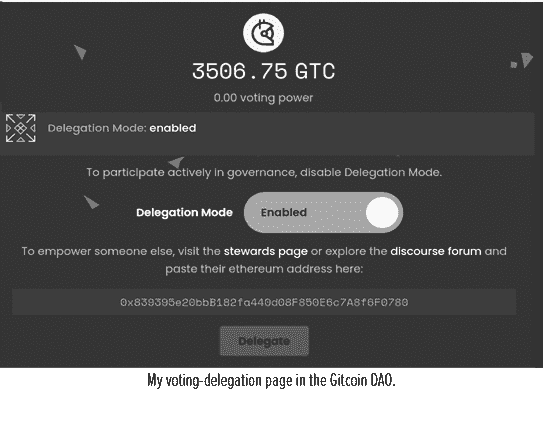 3506.75 GTC
0.00 voting power
Delegation Mode: enabled
To participate actively in governance, disable Delegation Mode.
Delegation Mode Enabled
To empower someone else, visit the stewards page or explore the discourse forum and
paste their ethereum address here:
0x839395e20bbB182fa440d08F850E6c7A8f6F0780
Delegate
My voting-delegation page in the Gitcoin DAO.